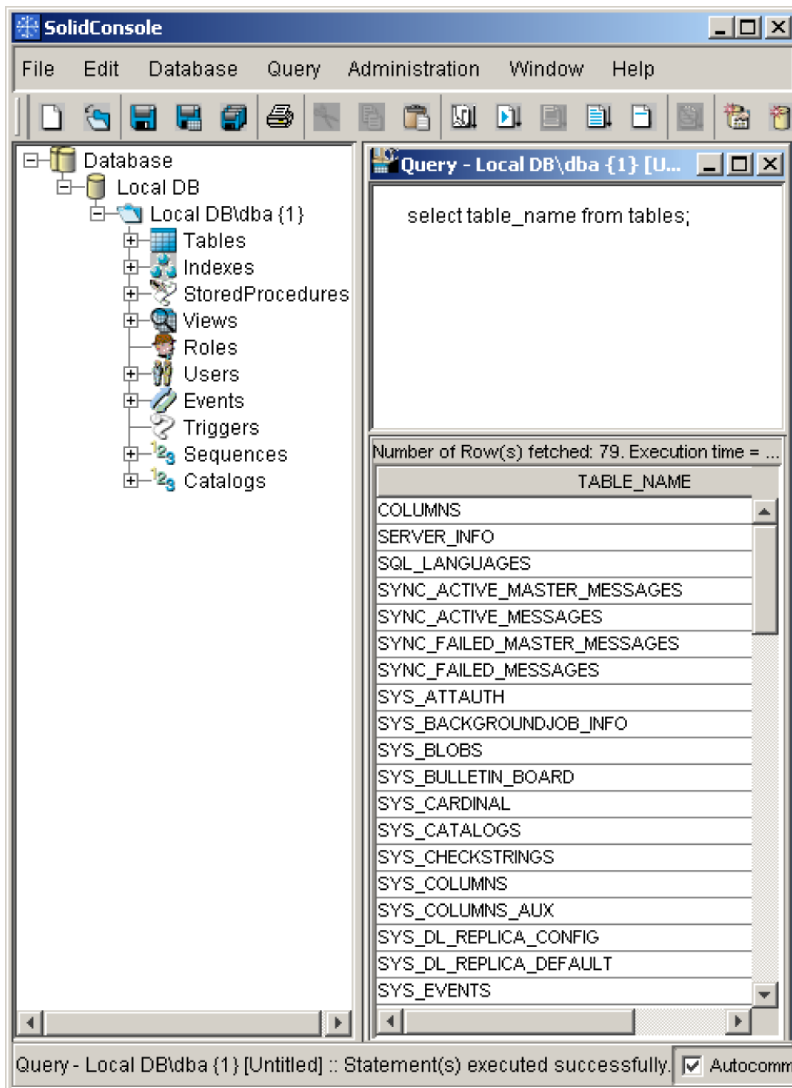 SolidConsole
File Edit Database Query Administration Window Help
Database
Local DB
Local DB\dba {1}
Tables
Indexes
StoredProcedures
Views
Roles
Users
Events
Triggers
Sequences
Catalogs
Query - Local DB\dba {1} [U...
select table_name from tables;
Number of Row(s) fetched: 79. Execution time = ...
TABLE_NAME
COLUMNS
SERVER_INFO
SQL_LANGUAGES
SYNC_ACTIVE_MASTER_MESSAGES
SYNC_ACTIVE_MESSAGES
SYNC_FAILED_MASTER_MESSAGES
SYNC_FAILED_MESSAGES
SYS_ATTAUTH
SYS_BACKGROUNDJOB_INFO
SYS_BLOBS
SYS_BULLETIN_BOARD
SYS_CARDINAL
SYS_CATALOGS
SYS_CHECKSTRINGS
SYS_COLUMNS
SYS_COLUMNS_AUX
SYS_DL_REPLICA_CONFIG
SYS_DL_REPLICA_DEFAULT
SYS_EVENTS
Query - Local DB\dba {1} [Untitled] :: Statement(s) executed successfully. Autocomm